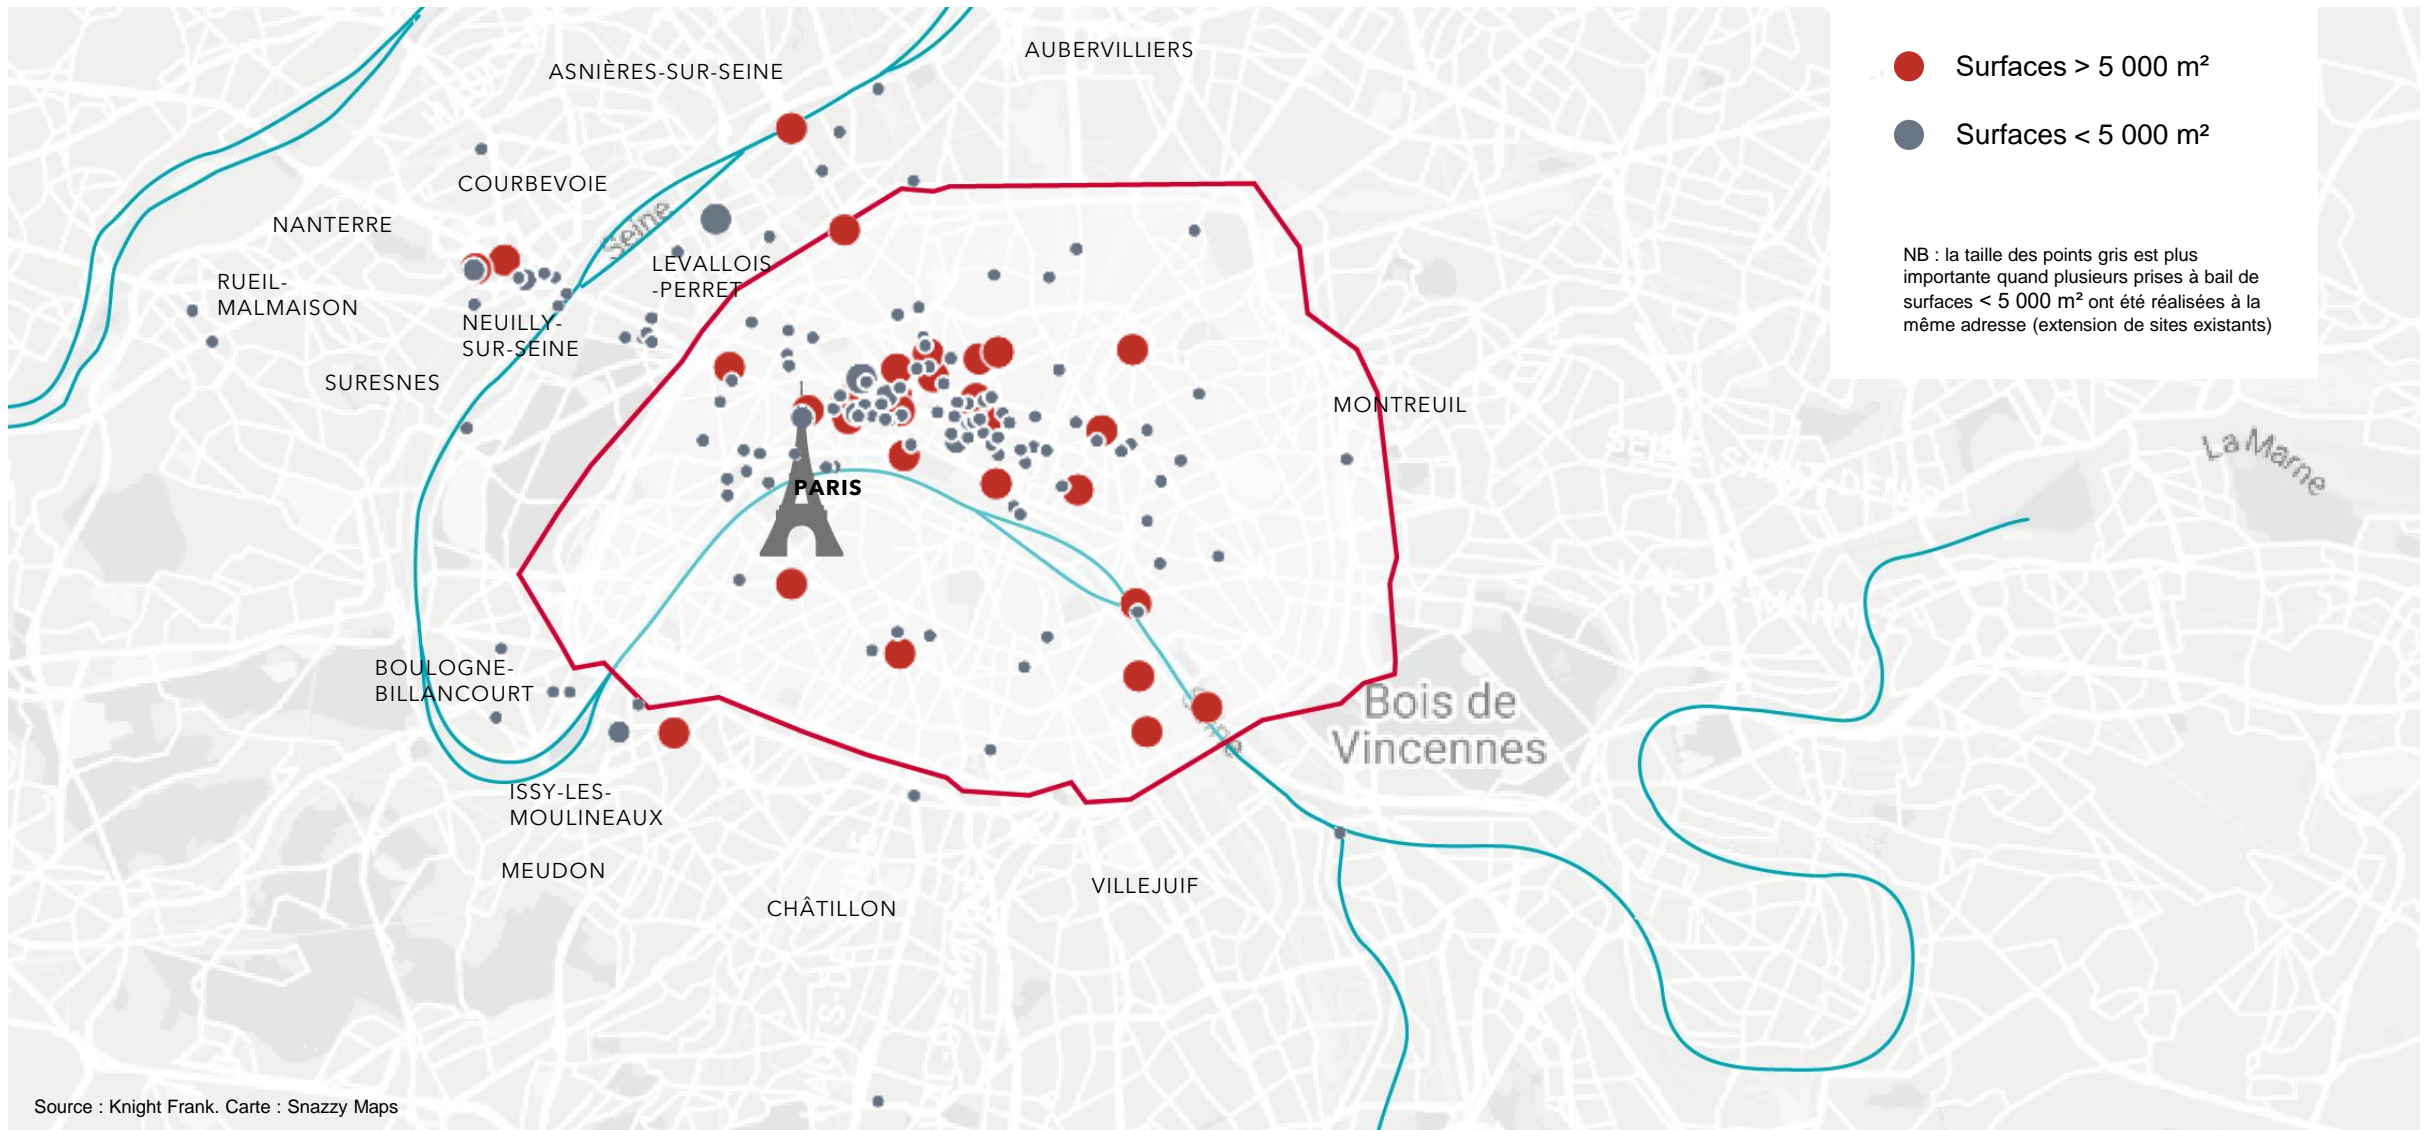 AUBERVILLIERS
ASNIÈRES-SUR-SEINE
COURBEVOIE
NANTERRE
Seine
LEVALLOIS
-PERRET
RUEIL-
MALMAISON
NEUILLY-
SUR-SEINE
SURESNES
MONTREUIL
La Marne
PARIS
BOULOGNE-
BILLANCOURT
Bois de
Vincennes
ISSY-LES-
MOULINEAUX
MEUDON
VILLEJUIF
CHÂTILLON
Surfaces > 5 000 m²
Surfaces < 5 000 m²
NB : la taille des points gris est plus
importante quand plusieurs prises à bail de
surfaces < 5 000 m² ont été réalisées à la
même adresse (extension de sites existants)
Source : Knight Frank. Carte : Snazzy Maps